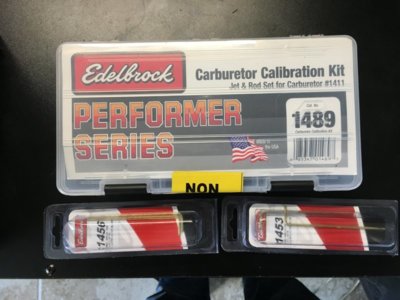 Edelbrock
Carburetor Calibration Kit
Jet & Rod Set for Carburetor #1411
PERFORMER
SERIES
Cat. No.
1489
NON
Edelbrock
1456
Edelbrock
1453